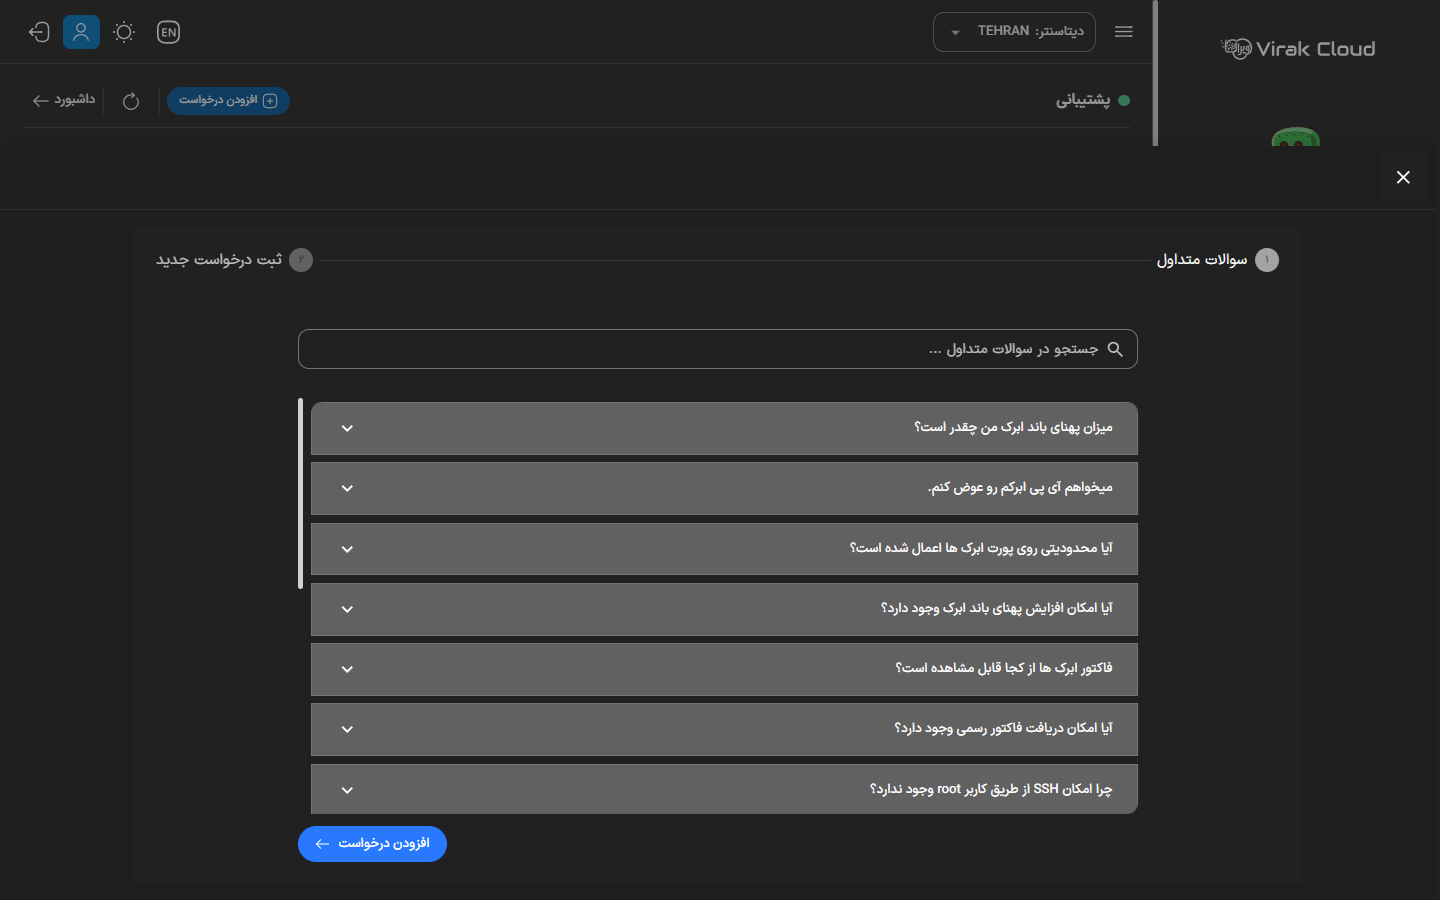 Virak Cloud
دیتاسنتر: TEHRAN
EN
پشتیبانی
افزودن درخواست
داشبورد
۱ سوالات متداول
۲ ثبت درخواست جدید
جستجو در سوالات متداول ...
میزان پهنای باند ابرک من چقدر است؟
میخواهم آی پی ابرکم رو عوض کنم.
آیا محدودیتی روی پورت ابرک ها اعمال شده است؟
آیا امکان افزایش پهنای باند ابرک وجود دارد؟
فاکتور ابرک ها از کجا قابل مشاهده است؟
آیا امکان دریافت فاکتور رسمی وجود دارد؟
چرا امکان SSH از طریق کاربر root وجود ندارد؟
افزودن درخواست